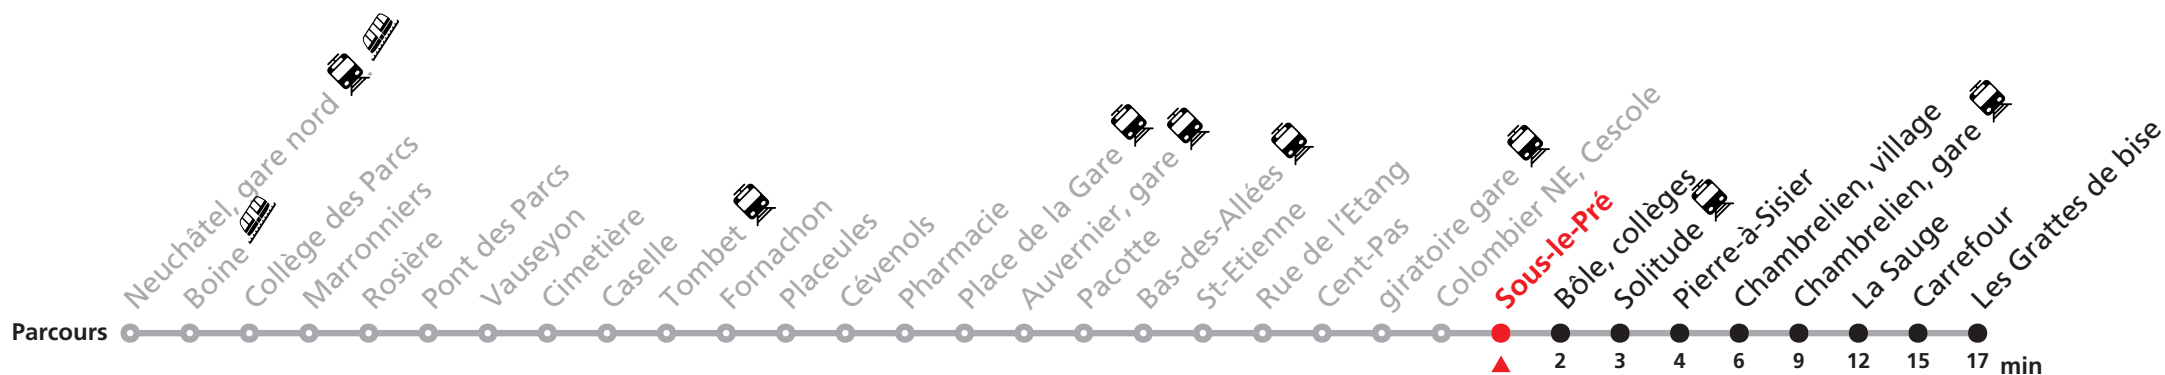 Neuchâtel, gare nord
Boine
Collège des Parcs
Marronniers
Rosière
Pont des Parcs
Vauseyon
Cimetière
Caselle
Tombet
Fornachon
Placeules
Cévenols
Pharmacie
Place de la Gare
Auvernier, gare
Pacotte
Bas-des-Allées
St-Etienne
Rue de l'Etang
Cent-Pas
giratoire gare
Colombier NE, Cescole
Sous-le-Pré
Bôle, collèges
Solitude
Pierre-à-Sisier
Chambrelien, village
Chambrelien, gare
La Sauge
Carrefour
Les Grattes de bise
Parcours
2 3 4 6 9 12 15 17 min